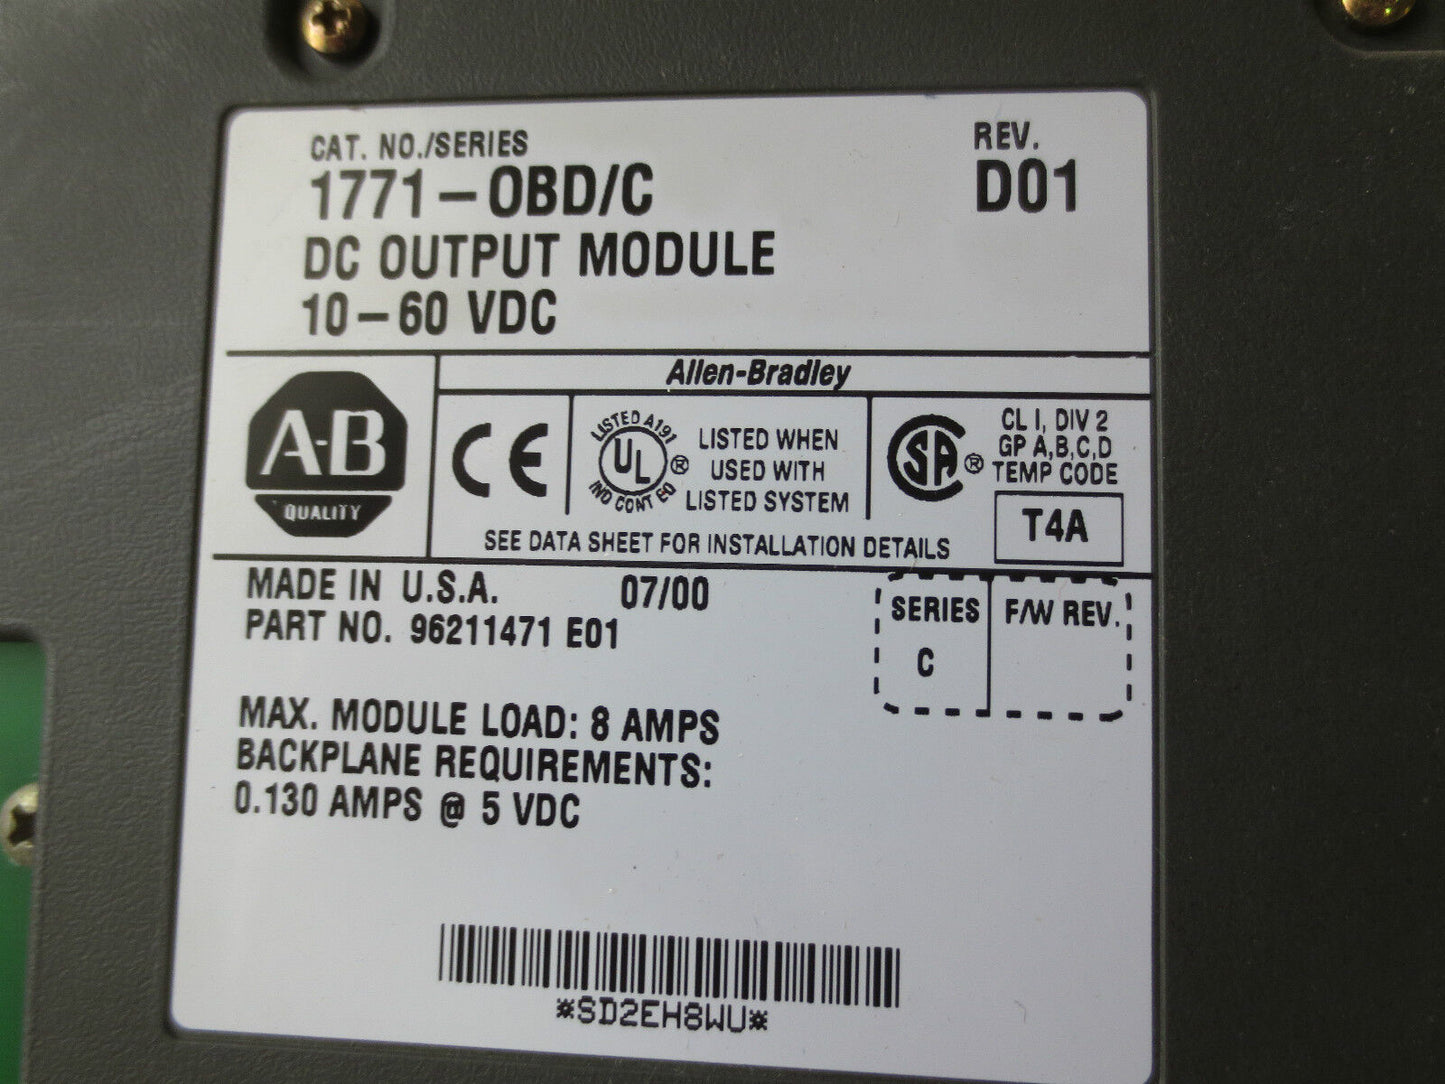 CAT. NO./SERIES
1771-OBD/C
DC OUTPUT MODULE
10-60 VDC
REV.
D01
Allen-Bradley
A-B
QUALITY
CE
LISTED A191
UL
®
IND CONT EQ
LISTED WHEN
USED WITH
LISTED SYSTEM
SA
®
CL I, DIV 2
GP A,B,C,D
TEMP CODE
T4A
SEE DATA SHEET FOR INSTALLATION DETAILS
MADE IN U.S.A. 07/00
PART NO. 96211471 E01
SERIES
C
F/W REV.
MAX. MODULE LOAD: 8 AMPS
BACKPLANE REQUIREMENTS:
0.130 AMPS @ 5 VDC
*SD2EH8WU*